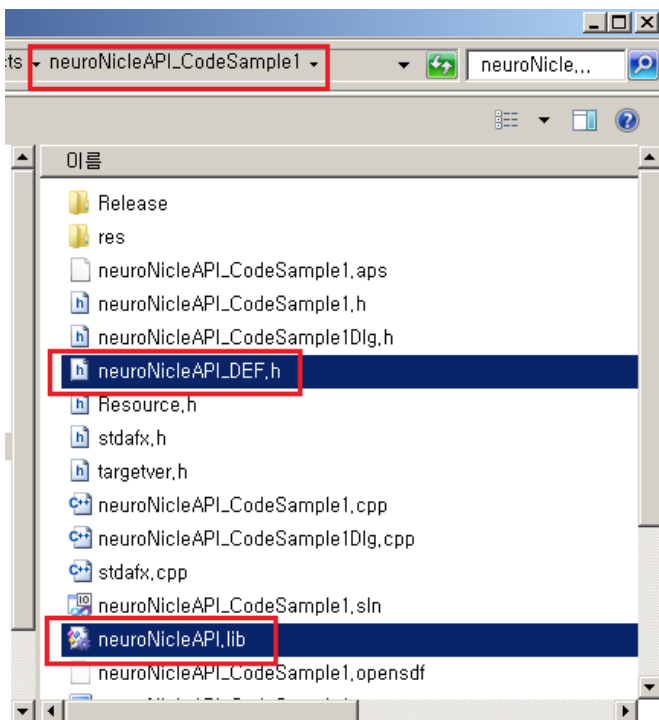 ts neuroNicleAPI_CodeSample1 neuroNicle...
이름
Release
res
neuroNicleAPI_CodeSample1.aps
neuroNicleAPI_CodeSample1.h
neuroNicleAPI_CodeSample1Dlg.h
neuroNicleAPI_DEF.h
Resource.h
stdafx.h
targetver.h
neuroNicleAPI_CodeSample1.cpp
neuroNicleAPI_CodeSample1Dlg.cpp
stdafx.cpp
neuroNicleAPI_CodeSample1.sln
neuroNicleAPI.lib
neuroNicleAPI_CodeSample1.opensdf